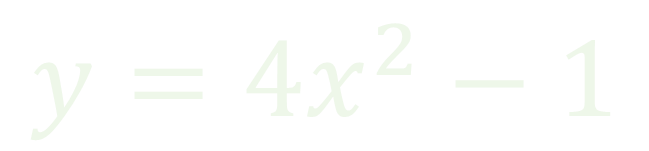 y = 4x² − 1